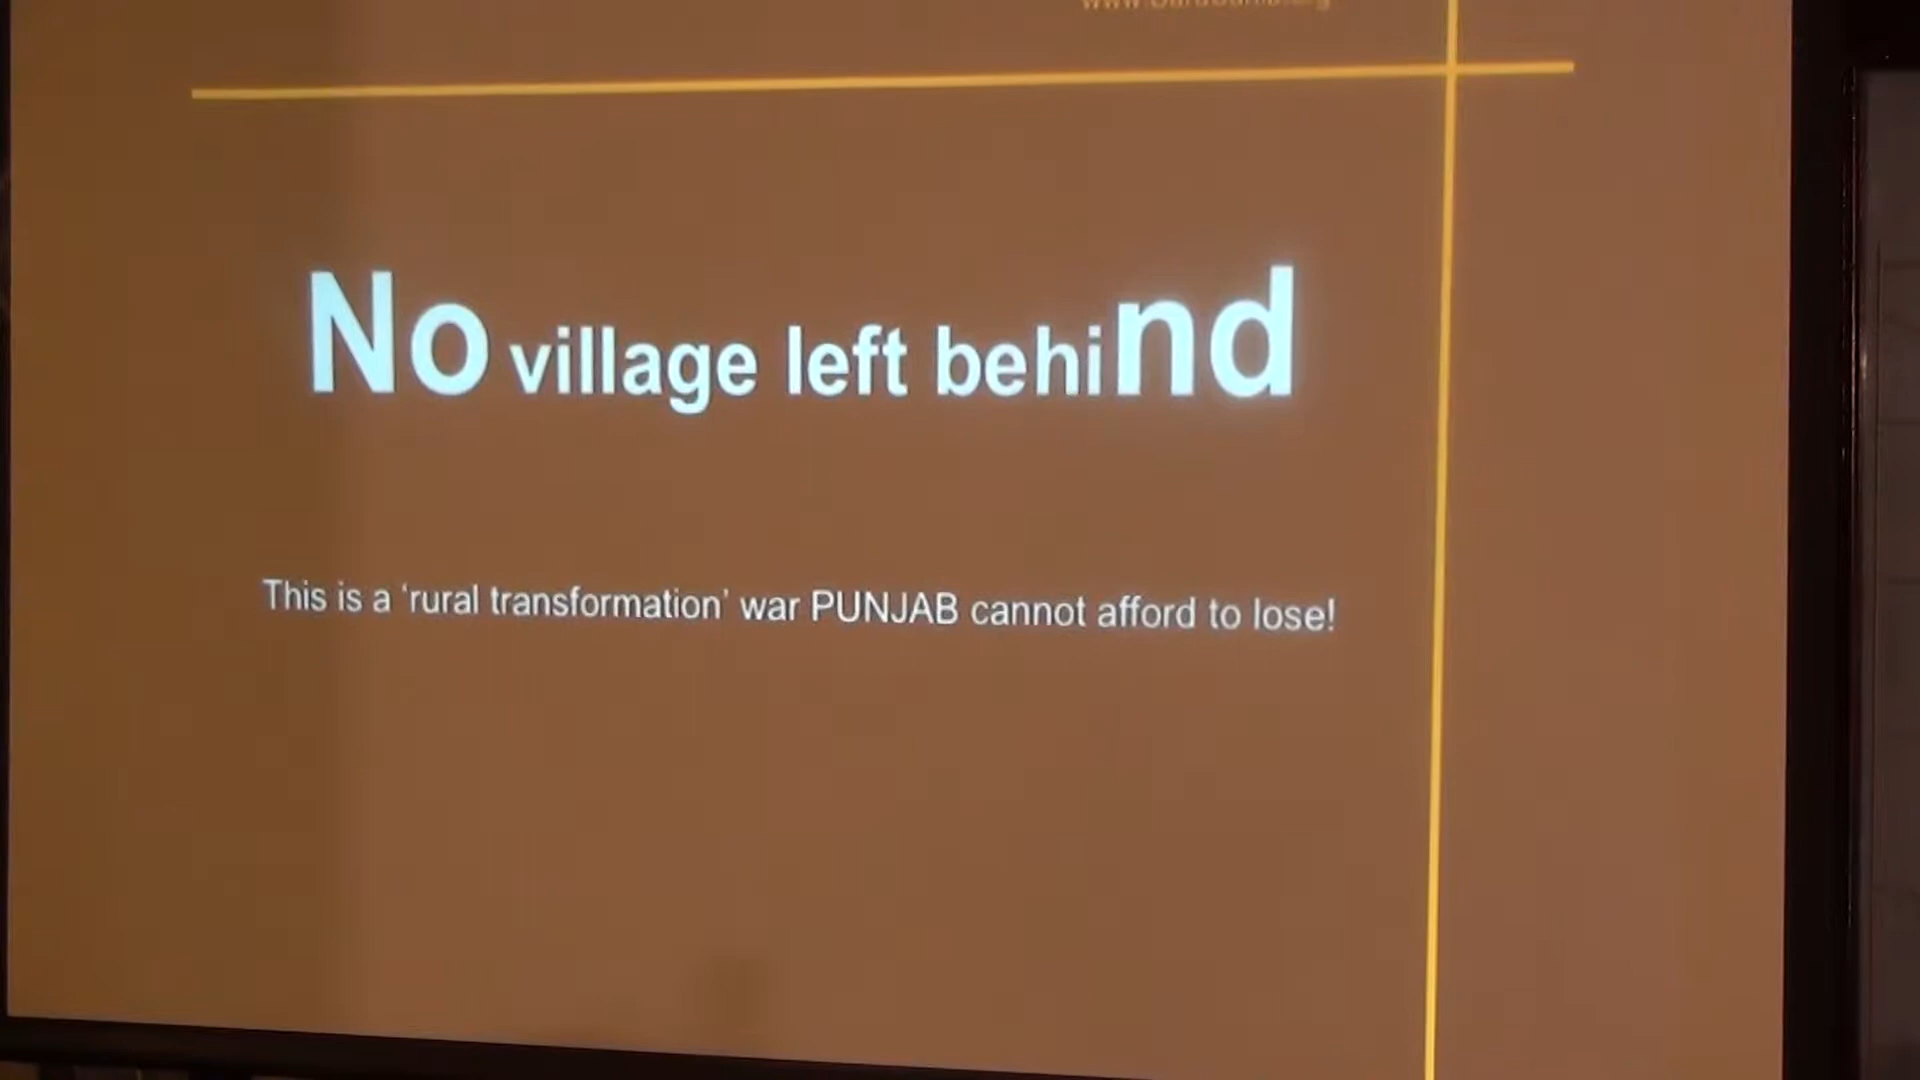 No village left behind
This is a ‘rural transformation’ war PUNJAB cannot afford to lose!